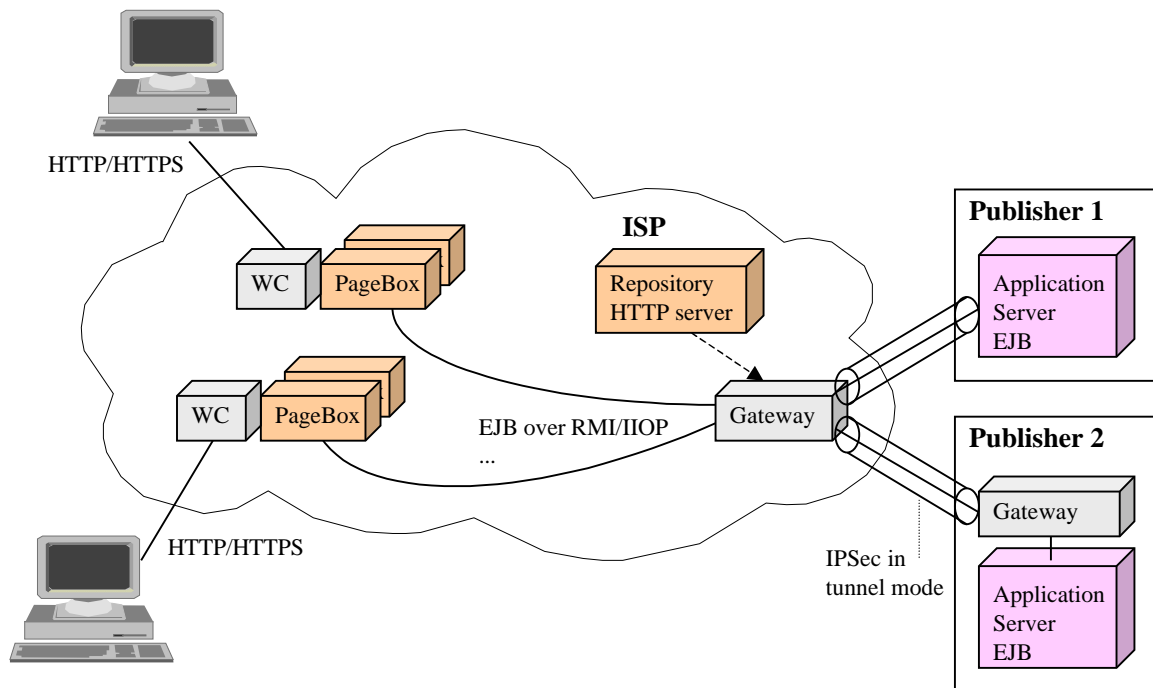 HTTP/HTTPS
ISP
WC
PageBox
Repository
HTTP server
Publisher 1
Application
Server
EJB
WC
PageBox
Gateway
EJB over RMI/IIOP
...
Publisher 2
Gateway
HTTP/HTTPS
IPSec in
tunnel mode
Application
Server
EJB